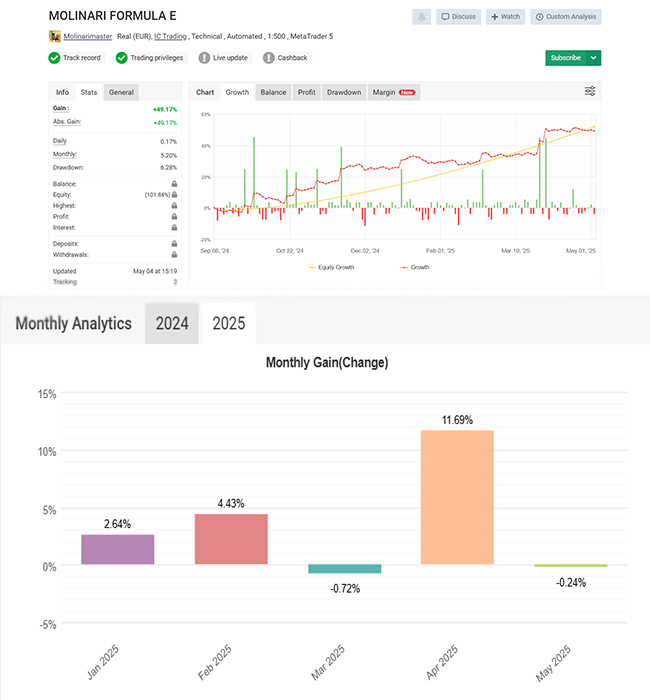 MOLINARI FORMULA E
Discuss
Watch
Custom Analysis
Molinarimaster Real (EUR), IC Trading , Technical , Automated , 1:500 , MetaTrader 5
Track record
Trading privileges
Live update
Cashback
Subscribe
Info Stats General
Gain : +49.17%
Abs. Gain: +49.17%
Daily 0.17%
Monthly: 5.20%
Drawdown: 6.28%
Balance:
Equity: (101.84%)
Highest:
Profit:
Interest:
Deposits:
Withdrawals:
Updated May 04 at 15:19
Tracking 2
Chart Growth Balance Profit Drawdown Margin New
60%
40%
20%
0%
-20%
Sep 08, '24 Oct 22, '24 Dec 02, '24 Feb 01, '25 Mar 19, '25 May 01, '25
Equity Growth Growth
Monthly Analytics 2024 2025
Monthly Gain(Change)
15%
10%
5%
0%
-5%
2.64%
4.43%
-0.72%
11.69%
-0.24%
Jan 2025 Feb 2025 Mar 2025 Apr 2025 May 2025